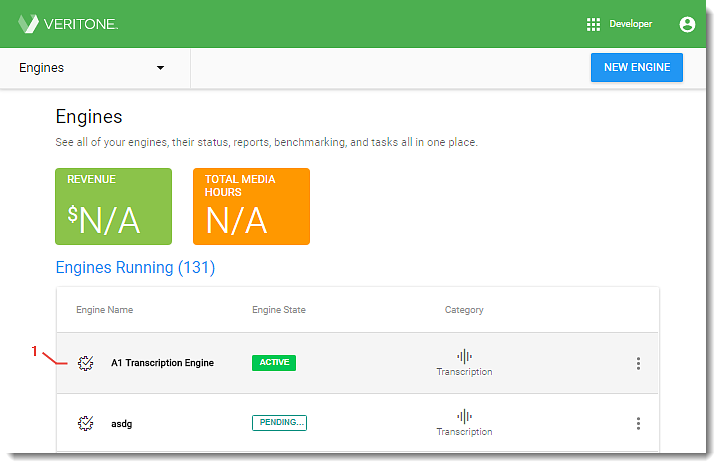 VERITONE.
Developer
Engines
NEW ENGINE
Engines
See all of your engines, their status, reports, benchmarking, and tasks all in one place.
REVENUE
$N/A
TOTAL MEDIA
HOURS
N/A
Engines Running (131)
Engine Name Engine State Category
1
A1 Transcription Engine ACTIVE
Transcription
asdg PENDING...
Transcription